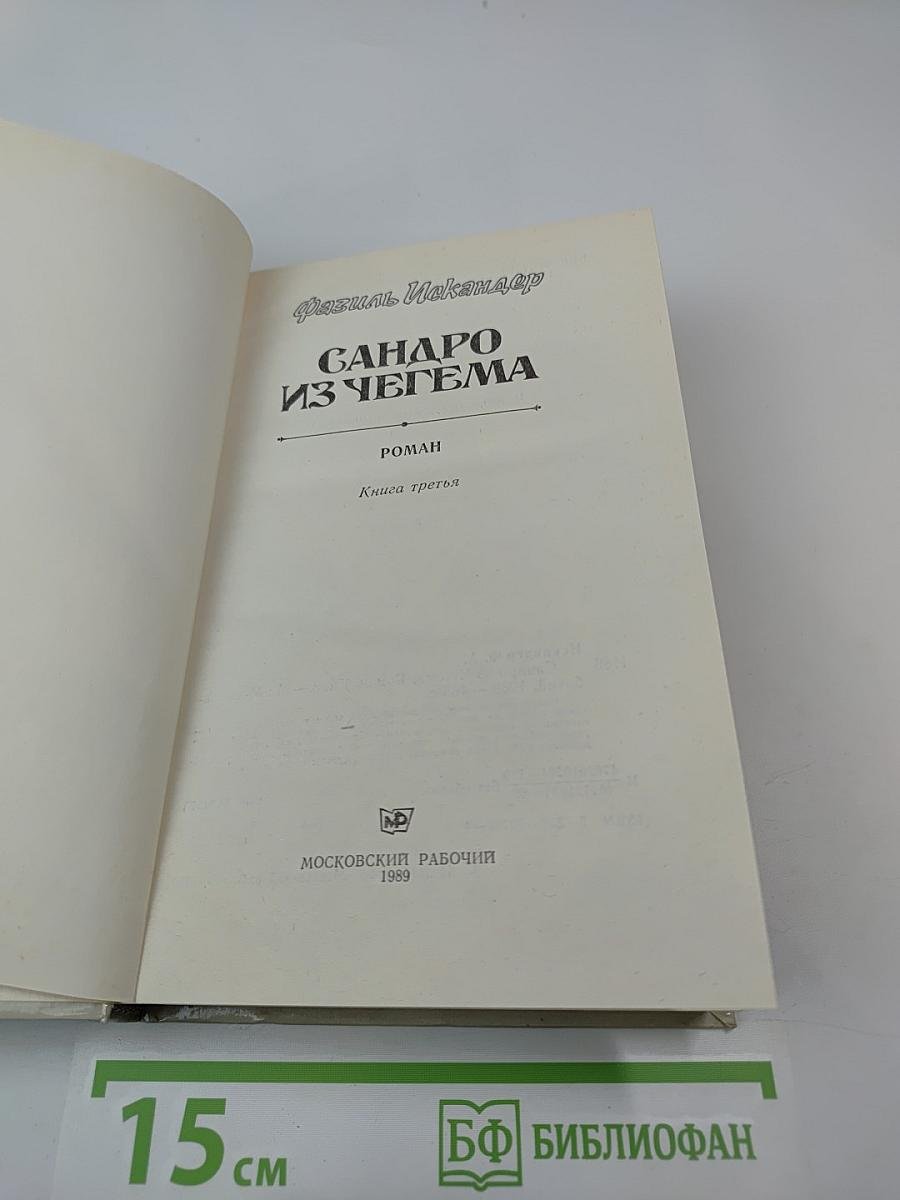 Фазиль Искандер
САНДРО
ИЗ ЧЕГЕМА
РОМАН
Книга третья
МР
МОСКОВСКИЙ РАБОЧИЙ
1989
15 см
БФ БИБЛИОФАН